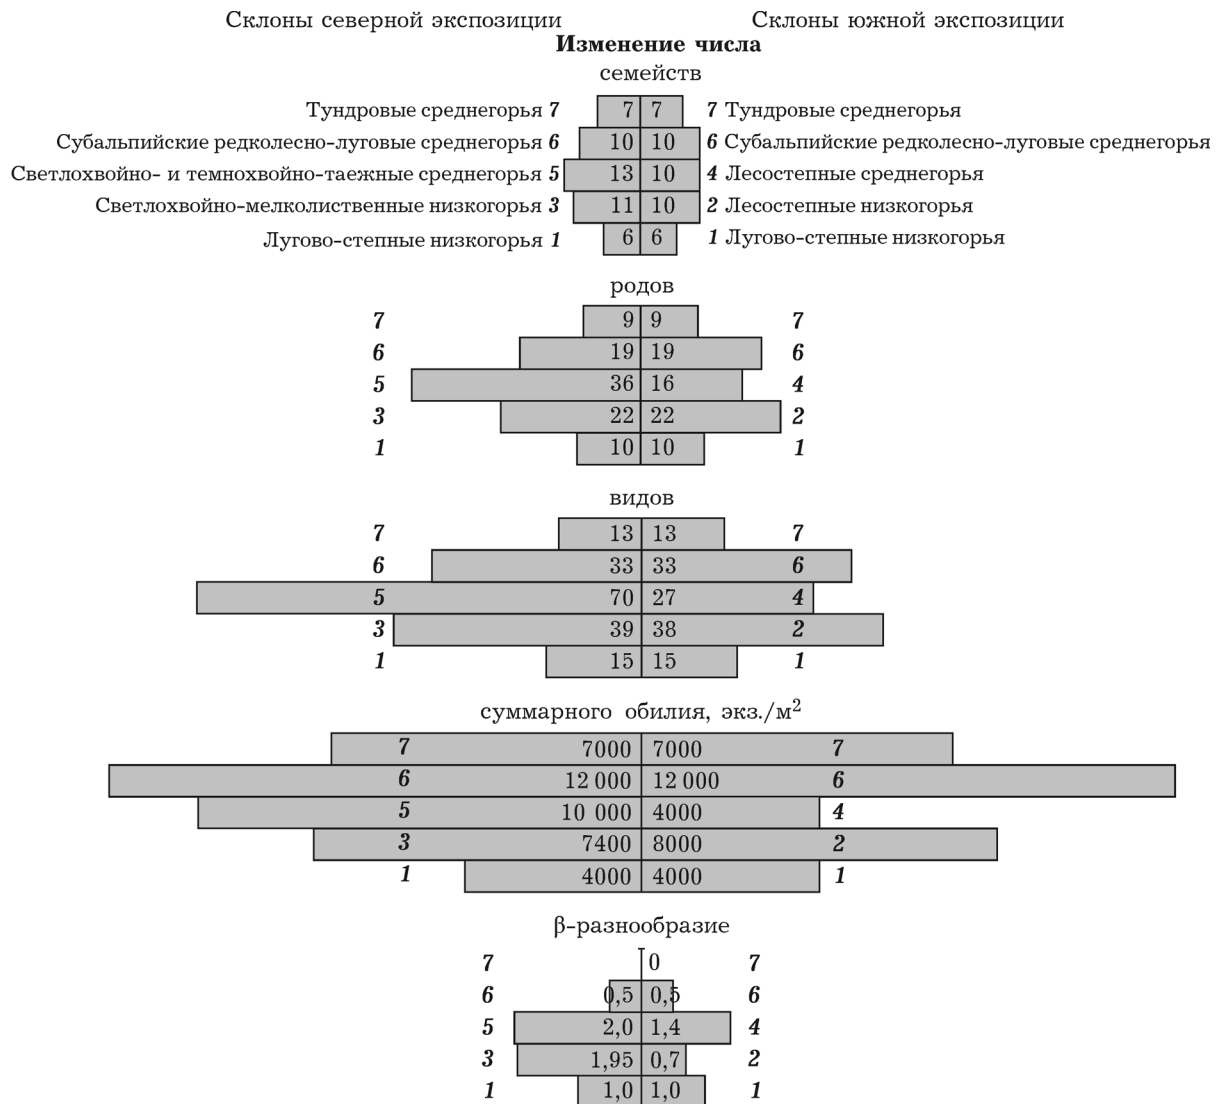 Склоны северной экспозиции Склоны южной экспозиции
Изменение числа
семейств
Тундровые среднегорья 7 7 7 7 Тундровые среднегорья
Субальпийские редколесно-луговые среднегорья 6 10 10 6 Субальпийские редколесно-луговые среднегорья
Светлохвойно- и темнохвойно-таежные среднегорья 5 13 10 4 Лесостепные среднегорья
Светлохвойно-мелколиственные низкогорья 3 11 10 2 Лесостепные низкогорья
Лугово-степные низкогорья 1 6 6 1 Лугово-степные низкогорья
родов
7 9 9 7
6 19 19 6
5 36 16 4
3 22 22 2
1 10 10 1
видов
7 13 13 7
6 33 33 6
5 70 27 4
3 39 38 2
1 15 15 1
суммарного обилия, экз./м²
7 7000 7000 7
6 12 000 12 000 6
5 10 000 4000 4
3 7400 8000 2
1 4000 4000 1
β-разнообразие
7 0 7
6 0,5 0,5 6
5 2,0 1,4 4
3 1,95 0,7 2
1 1,0 1,0 1